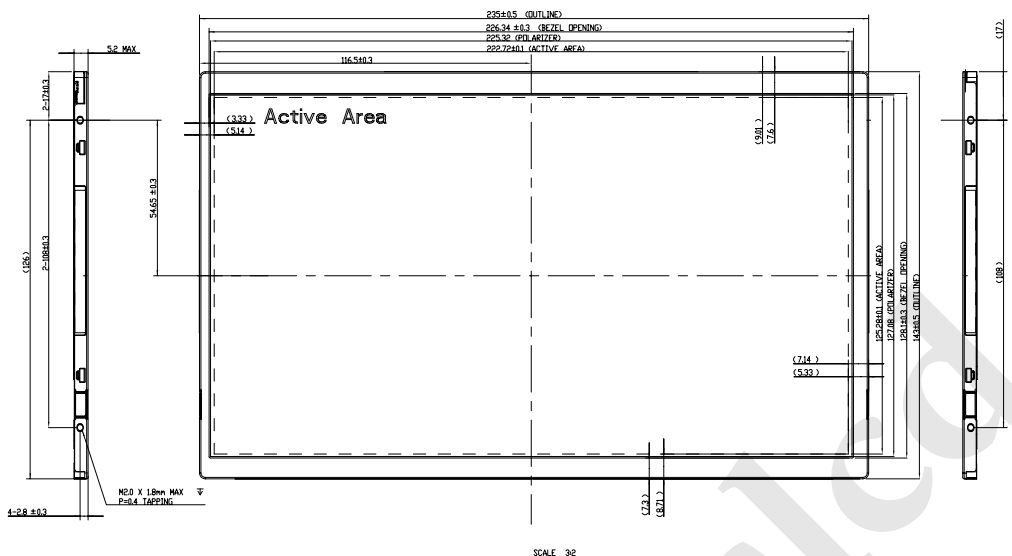 235±0.5 (OUTLINE)
226.34 ±0.3 (BEZEL OPENING)
225.32 (POLARIZER)
222.72±0.1 (ACTIVE AREA)
116.5±0.3
5.2 MAX
(17)
2-17±0.3
(3.33)
(5.14)
Active Area
(9.01)
(7.6)
54.65 ±0.3
(126)
2-108±0.3
125.28±0.1 (ACTIVE AREA)
127.08 (POLARIZER)
128.1±0.3 (BEZEL OPENING)
143±0.5 (OUTLINE)
(108)
(7.14)
(5.33)
(7.3)
(8.71)
M2.0 X 1.8mm MAX
P=0.4 TAPPING
4-2.8 ±0.3
SCALE 3:2
lcd